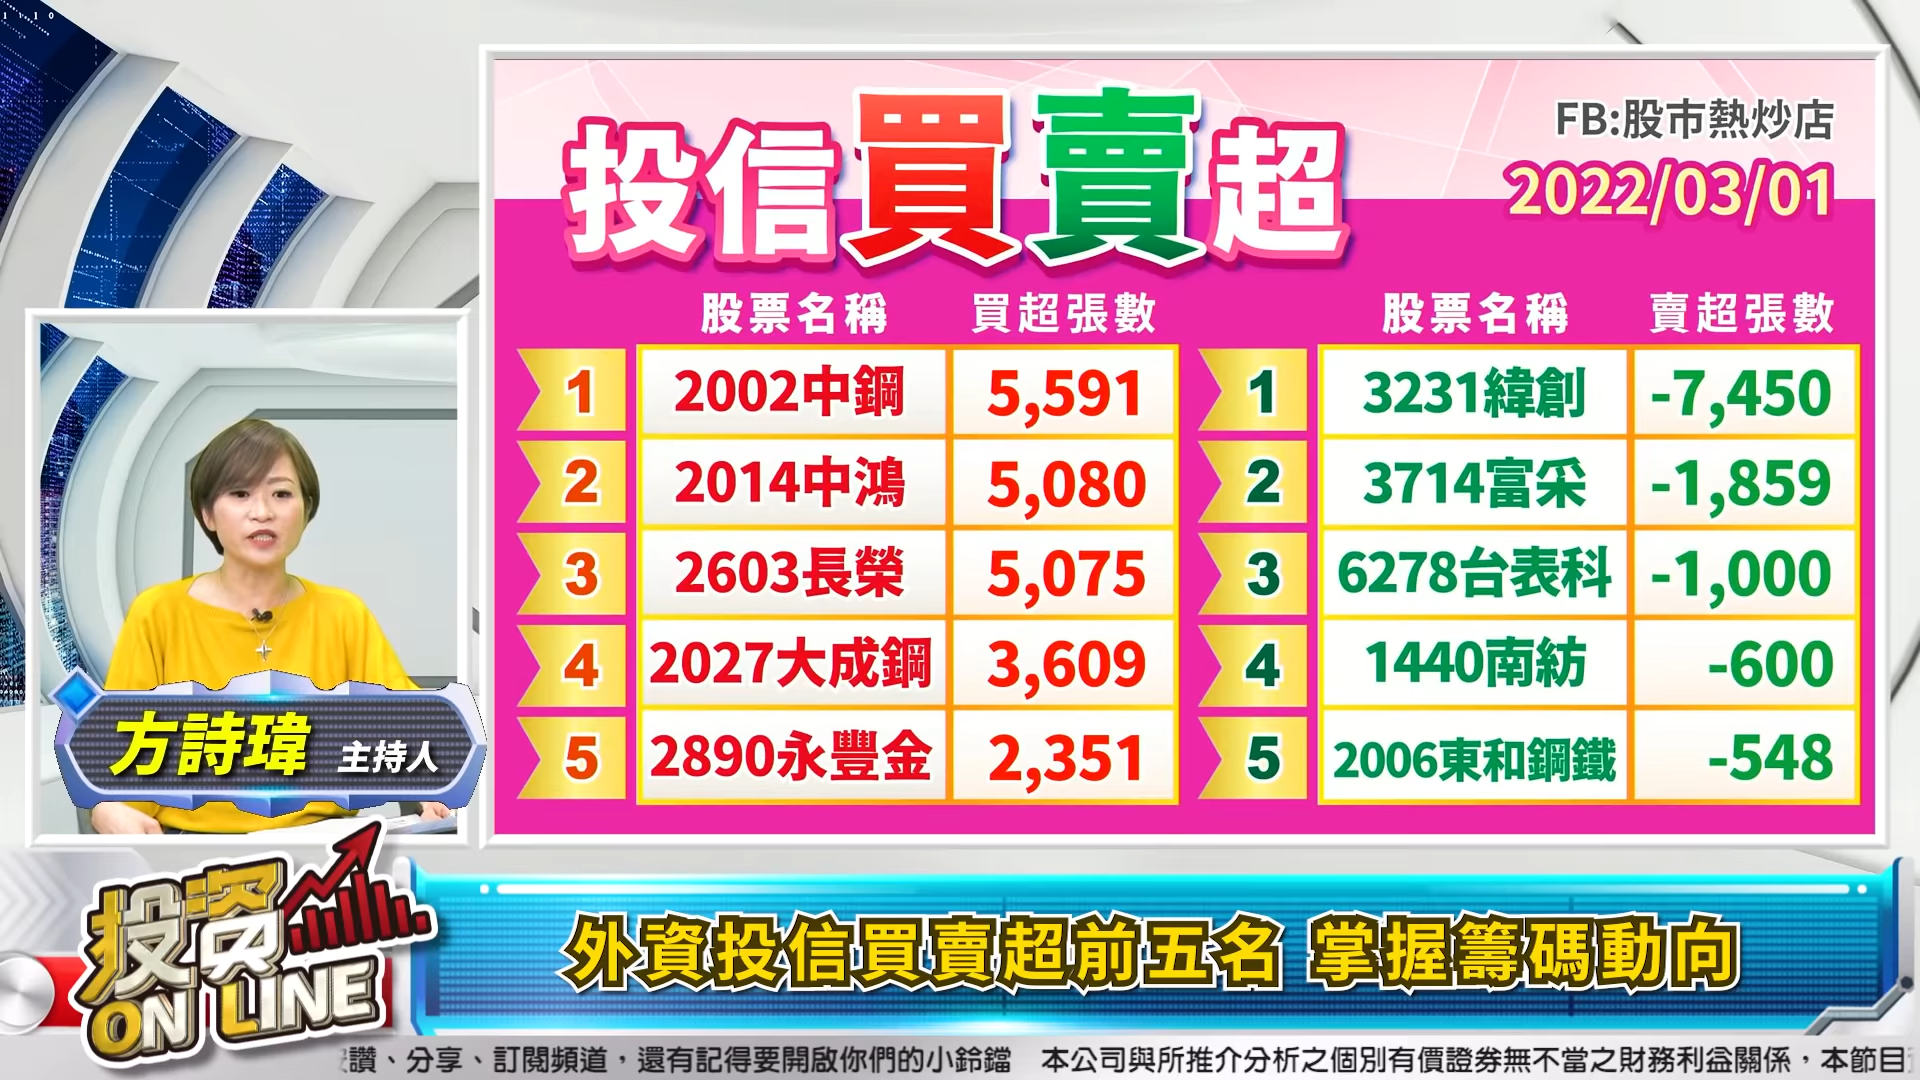 投信買賣超
FB:股市熱炒店
2022/03/01
股票名稱 買超張數
1 2002中鋼 5,591
2 2014中鴻 5,080
3 2603長榮 5,075
4 2027大成鋼 3,609
5 2890永豐金 2,351
股票名稱 賣超張數
1 3231緯創 -7,450
2 3714富采 -1,859
3 6278台表科 -1,000
4 1440南紡 -600
5 2006東和鋼鐵 -548
方詩瑋 主持人
投資
ON LINE
外資投信買賣超前五名 掌握籌碼動向
讚、分享、訂閱頻道，還有記得要開啟你們的小鈴鐺 本公司與所推介分析之個別有價證券無不當之財務利益關係，本節目